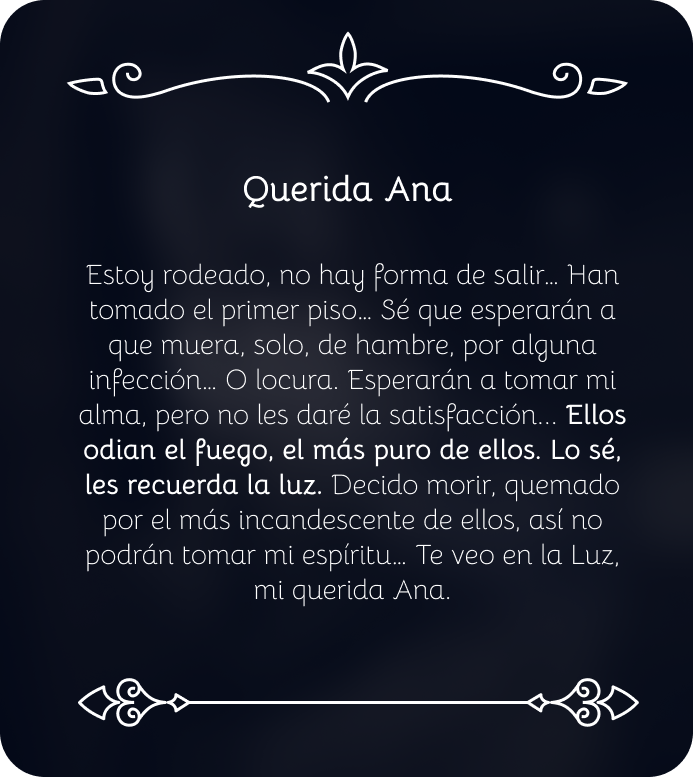 Querida Ana
Estoy rodeado, no hay forma de salir... Han
tomado el primer piso... Sé que esperarán a
que muera, solo, de hambre, por alguna
infección... O locura. Esperarán a tomar mi
alma, pero no les daré la satisfacción... Ellos
odian el fuego, el más puro de ellos. Lo sé,
les recuerda la luz. Decido morir, quemado
por el más incandescente de ellos, así no
podrán tomar mi espíritu... Te veo en la Luz,
mi querida Ana.